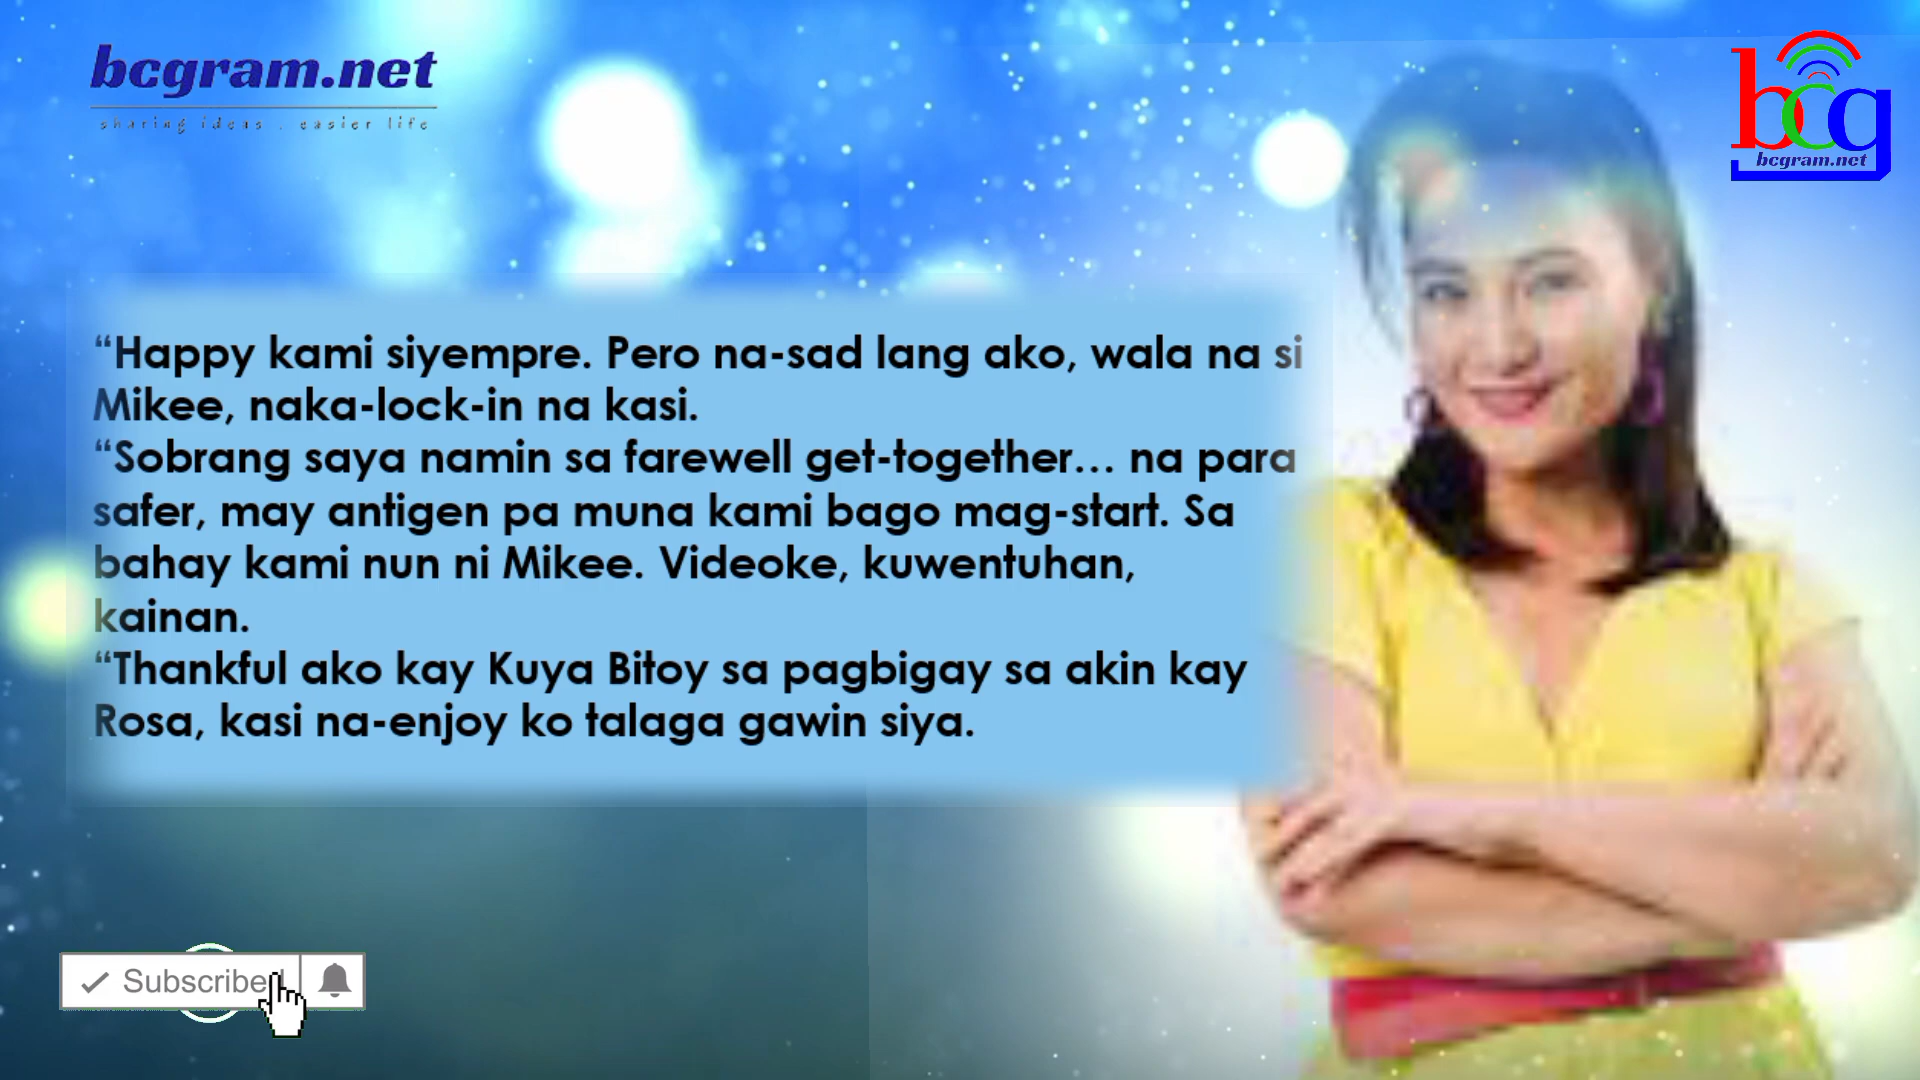 bcgram.net
sharing ideas . easier life
bcg
bcgram.net
“Happy kami siyempre. Pero na-sad lang ako, wala na si
Mikee, naka-lock-in na kasi.
“Sobrang saya namin sa farewell get-together… na para
safer, may antigen pa muna kami bago mag-start. Sa
bahay kami nun ni Mikee. Videoke, kuwentuhan,
kainan.
“Thankful ako kay Kuya Bitoy sa pagbigay sa akin kay
Rosa, kasi na-enjoy ko talaga gawin siya.
Subscribed